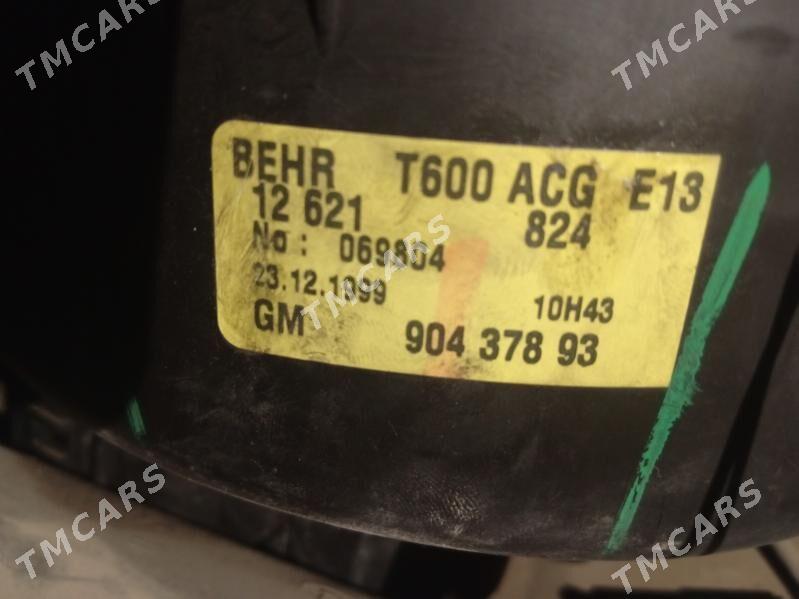 TMCARS
TMCARS
BEHR T600 ACG E13
12 621 824
No: 069804
23.12.1999 10H43
TMCARS
GM 904 378 93
TMCARS
TMCARS